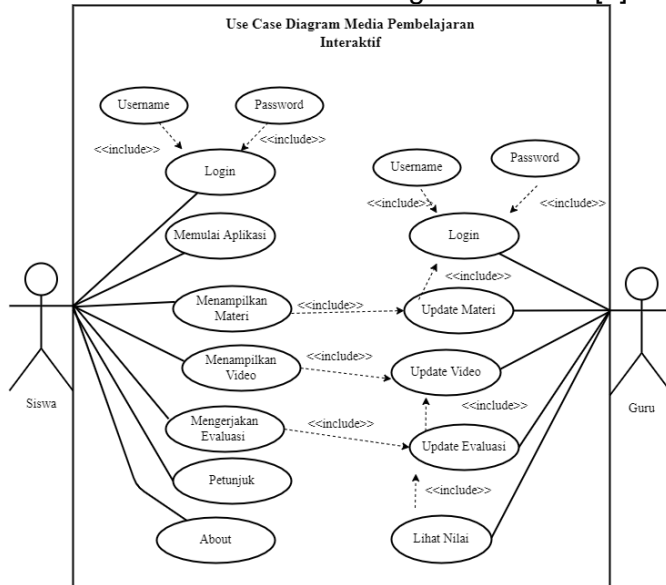 Use Case Diagram Media Pembelajaran
Interaktif
Username
Password
<<include>>
<<include>>
Login
Username
Password
<<include>>
<<include>>
Login
Memulai Aplikasi
<<include>>
Menampilkan
Materi
<<include>>
Update Materi
Menampilkan
Video
<<include>>
Update Video
Siswa
Guru
<<include>>
Mengerjakan
Evaluasi
<<include>>
Update Evaluasi
Petunjuk
<<include>>
About
Lihat Nilai